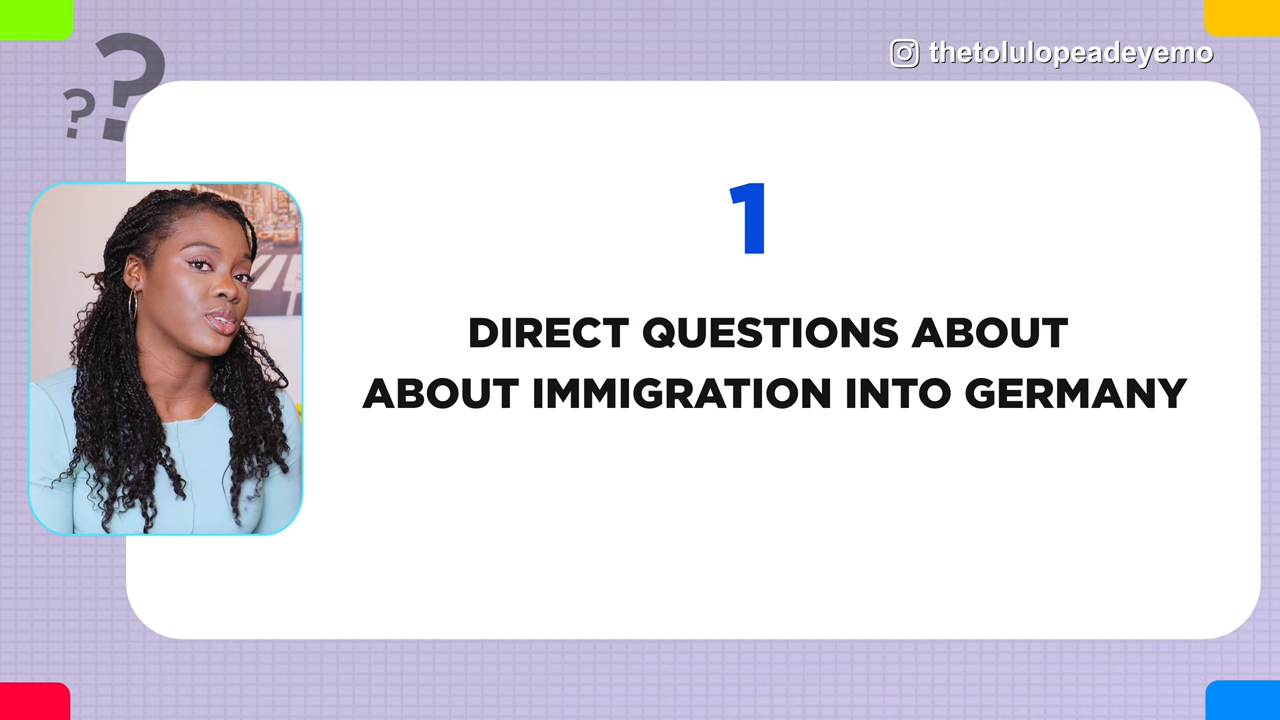 thetolulopeadeyemo
??
1
DIRECT QUESTIONS ABOUT
ABOUT IMMIGRATION INTO GERMANY